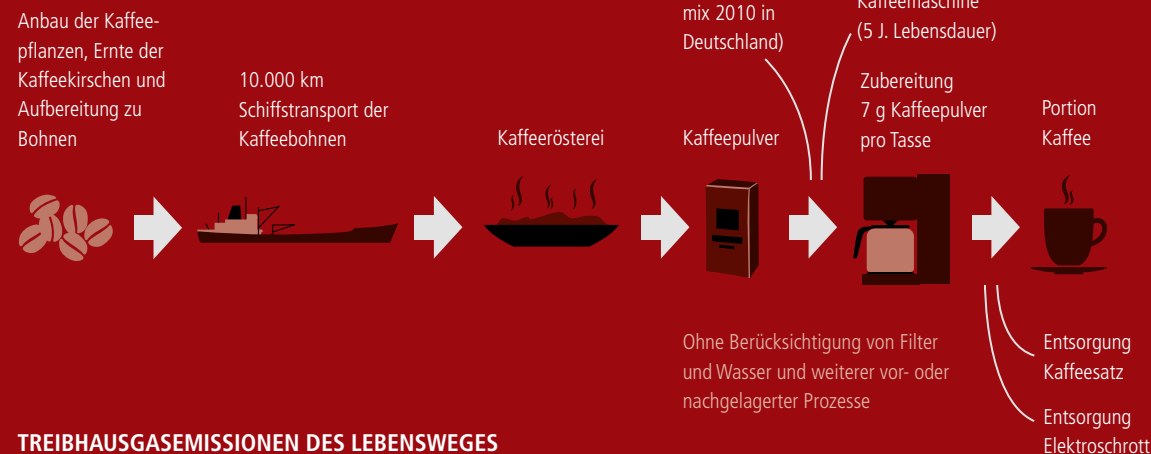 Anbau der Kaffee-
pflanzen, Ernte der
Kaffeekirschen und
Aufbereitung zu
Bohnen
10.000 km
Schiffstransport der
Kaffeebohnen
Kaffeerösterei
mix 2010 in
Deutschland)
Kaffeepulver
Kaffeemaschine
(5 J. Lebensdauer)
Zubereitung
7 g Kaffeepulver
pro Tasse
Portion
Kaffee
Ohne Berücksichtigung von Filter
und Wasser und weiterer vor- oder
nachgelagerter Prozesse
Entsorgung
Kaffeesatz
Entsorgung
Elektroschrott
TREIBHAUSGASEMISSIONEN DES LEBENSWEGES